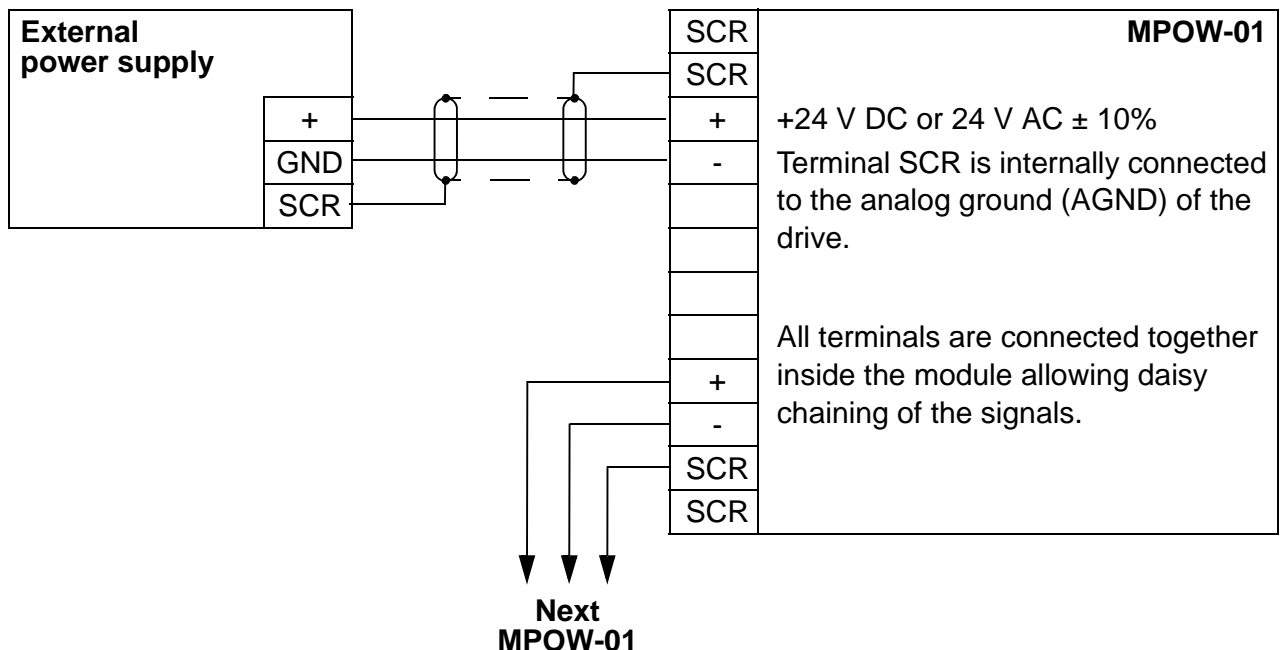 External
power supply
+
GND
SCR
SCR
SCR
+
-
+
-
SCR
SCR
MPOW-01
+24 V DC or 24 V AC ± 10%
Terminal SCR is internally connected
to the analog ground (AGND) of the
drive.
All terminals are connected together
inside the module allowing daisy
chaining of the signals.
Next
MPOW-01